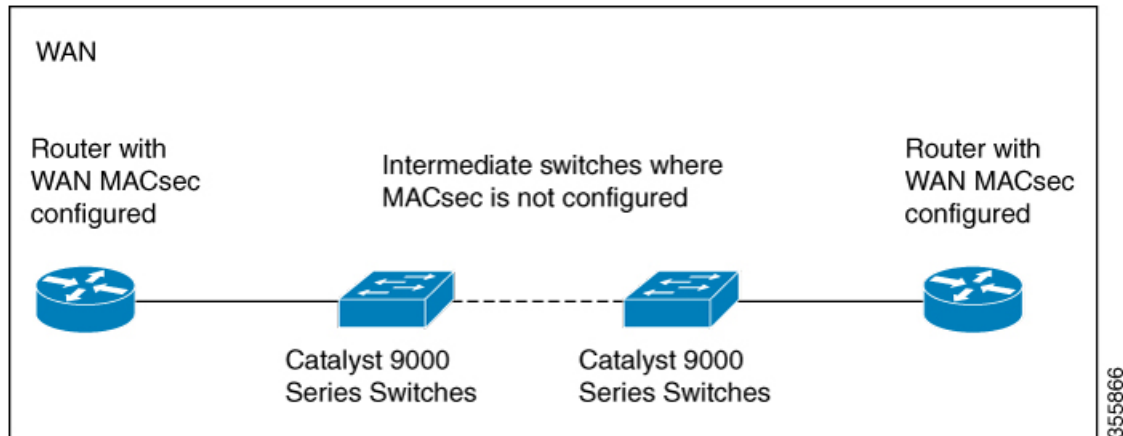 WAN
Router with
WAN MACsec
configured
Intermediate switches where
MACsec is not configured
Router with
WAN MACsec
configured
Catalyst 9000
Series Switches
Catalyst 9000
Series Switches
355866